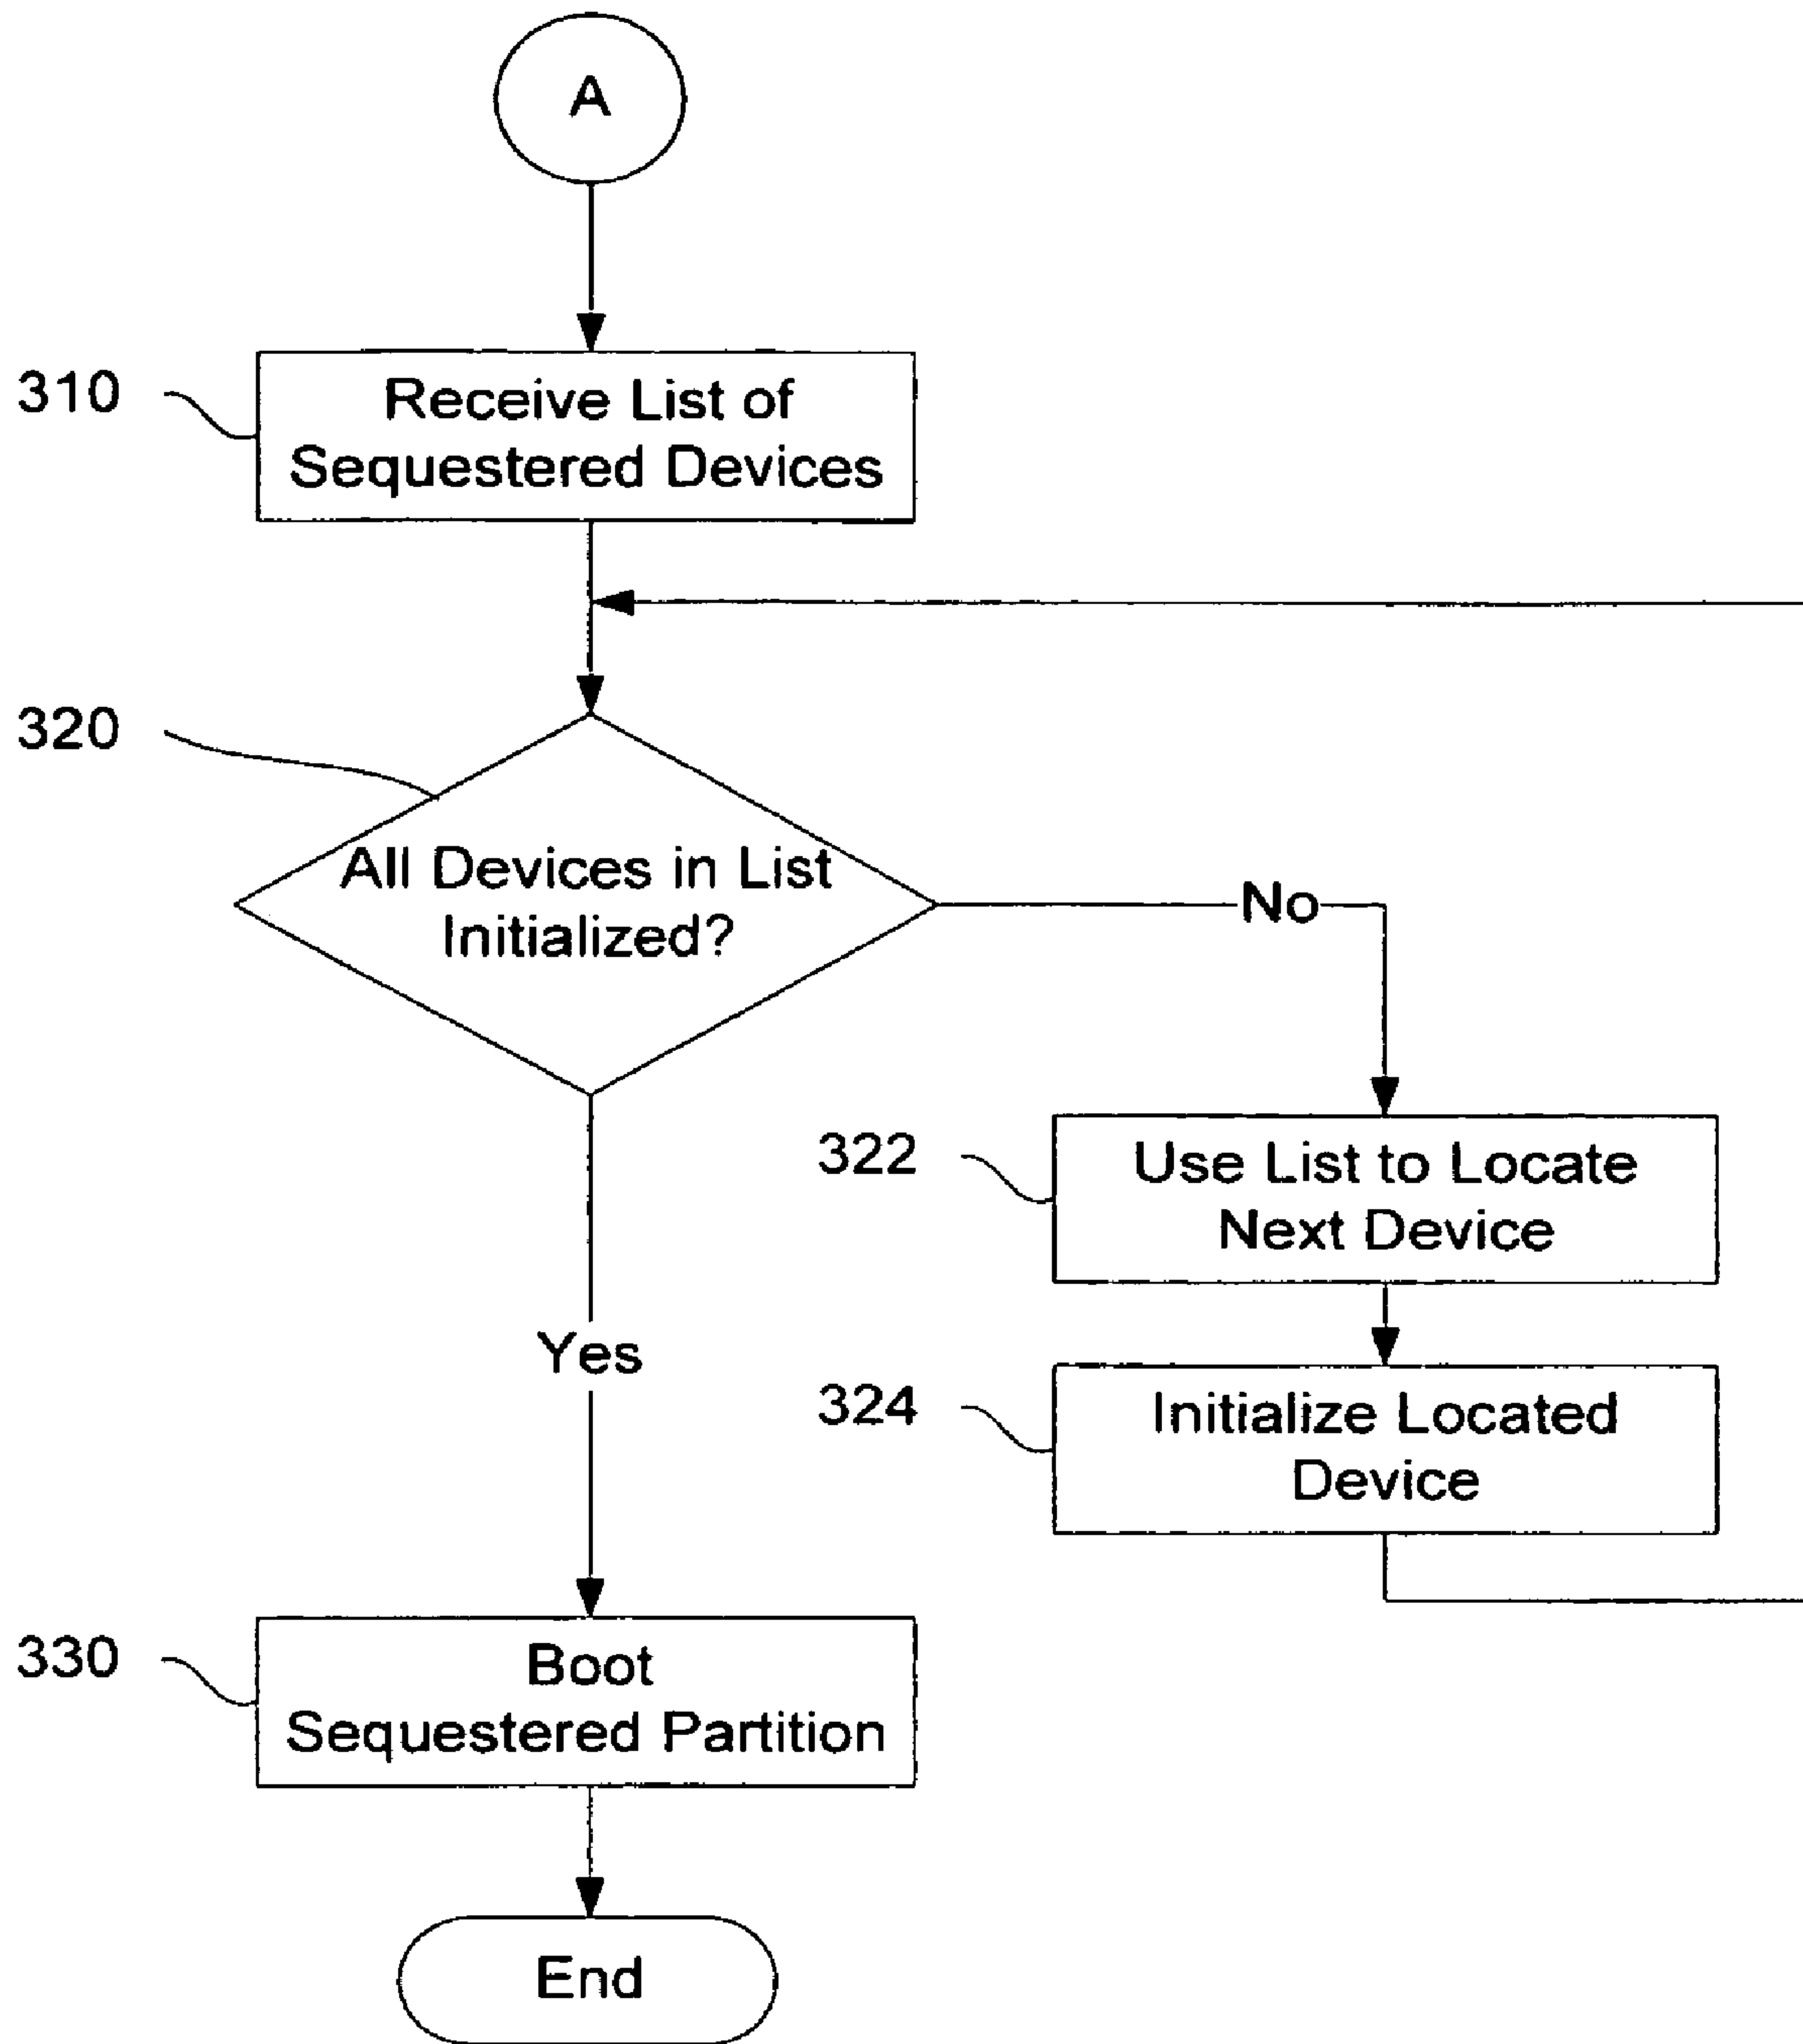 A
310
Receive List of
Sequestered Devices
320
All Devices in List
Initialized?
No
322
Use List to Locate
Next Device
Yes
324
Initialize Located
Device
330
Boot
Sequestered Partition
End